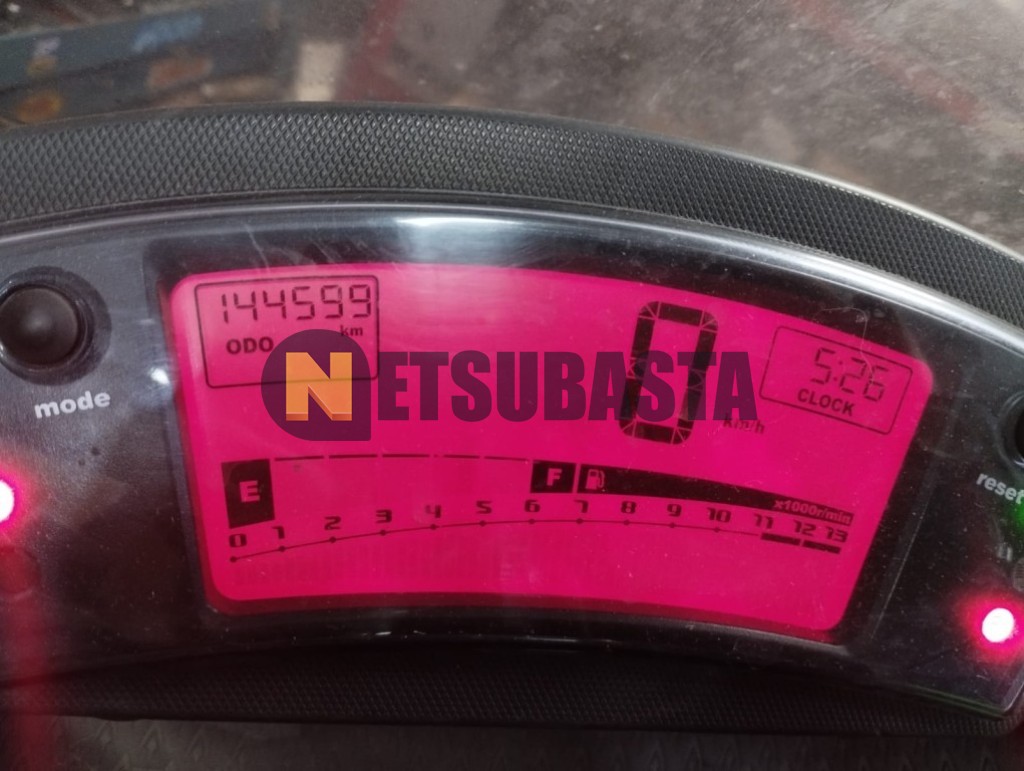 144599
km
ODO
0
km/h
5:26
CLOCK
NETSUBASTA
mode
reset
E
F
x1000r/min
0 1 2 3 4 5 6 7 8 9 10 11 12 13